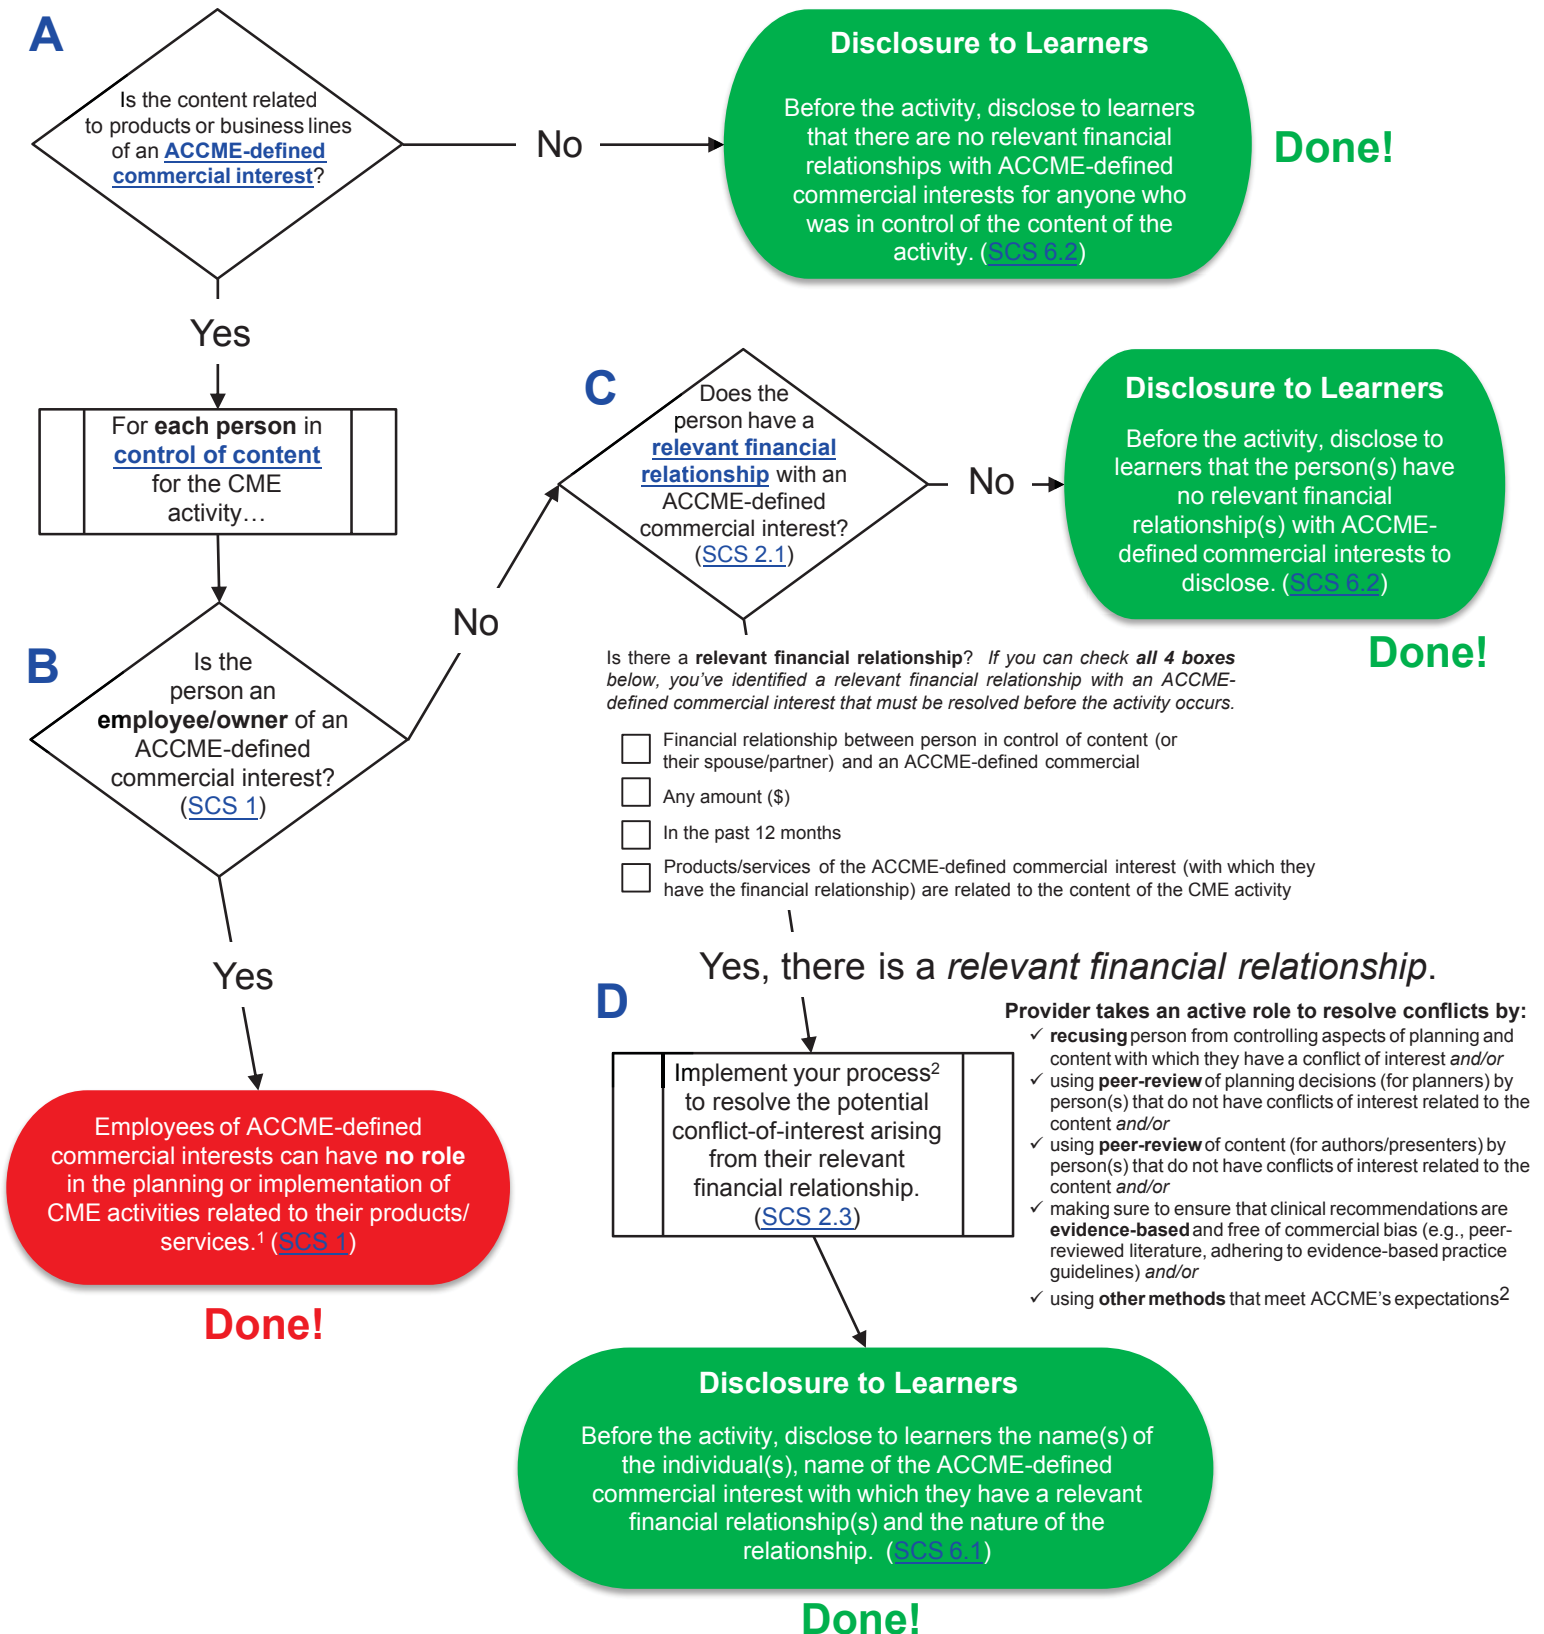 A
Is the content related
to products or business lines
of an ACCME-defined
commercial interest?
No
Disclosure to Learners
Before the activity, disclose to learners
that there are no relevant financial
relationships with ACCME-defined
commercial interests for anyone who
was in control of the content of the
activity. (SCS 6.2)
Done!
Yes
For each person in
control of content
for the CME
activity…
B
Is the
person an
employee/owner of an
ACCME-defined
commercial interest?
(SCS 1)
No
C
Does the
person have a
relevant financial
relationship with an
ACCME-defined
commercial interest?
(SCS 2.1)
No
Disclosure to Learners
Before the activity, disclose to
learners that the person(s) have
no relevant financial
relationship(s) with ACCME-
defined commercial interests to
disclose. (SCS 6.2)
Done!
Is there a relevant financial relationship? If you can check all 4 boxes
below, you've identified a relevant financial relationship with an ACCME-
defined commercial interest that must be resolved before the activity occurs.
Financial relationship between person in control of content (or
their spouse/partner) and an ACCME-defined commercial
Any amount ($)
In the past 12 months
Products/services of the ACCME-defined commercial interest (with which they
have the financial relationship) are related to the content of the CME activity
Yes
Employees of ACCME-defined
commercial interests can have no role
in the planning or implementation of
CME activities related to their products/
services.1 (SCS 1)
Done!
Yes, there is a relevant financial relationship.
D
Implement your process2
to resolve the potential
conflict-of-interest arising
from their relevant
financial relationship.
(SCS 2.3)
Provider takes an active role to resolve conflicts by:
✓ recusing person from controlling aspects of planning and
content with which they have a conflict of interest and/or
✓ using peer-review of planning decisions (for planners) by
person(s) that do not have conflicts of interest related to the
content and/or
✓ using peer-review of content (for authors/presenters) by
person(s) that do not have conflicts of interest related to the
content and/or
✓ making sure to ensure that clinical recommendations are
evidence-based and free of commercial bias (e.g., peer-
reviewed literature, adhering to evidence-based practice
guidelines) and/or
✓ using other methods that meet ACCME's expectations2
Disclosure to Learners
Before the activity, disclose to learners the name(s) of
the individual(s), name of the ACCME-defined
commercial interest with which they have a relevant
financial relationship(s) and the nature of the
relationship. (SCS 6.1)
Done!